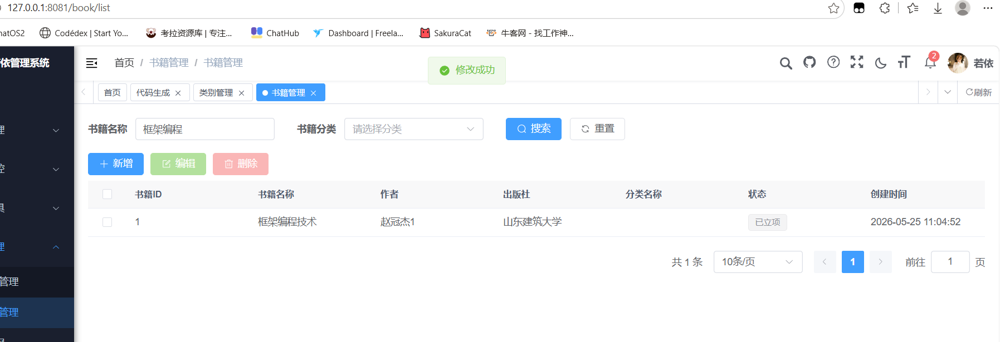 127.0.0.1:8081/book/list
hatOS2 Codédex | Start Yo... 考拉资源库 | 专注... ChatHub Dashboard | Freela... SakuraCat 牛客网 - 找工作神...
依管理系统 首页 / 书籍管理 / 书籍管理 修改成功 2 若依
首页 代码生成 类别管理 书籍管理 刷新
书籍名称 框架编程 书籍分类 请选择分类 搜索 重置
理
新增 编辑 删除
控
书籍ID 书籍名称 作者 出版社 分类名称 状态 创建时间
具
1 框架编程技术 赵冠杰1 山东建筑大学 已立项 2026-05-25 11:04:52
理
共 1 条 10条/页 1 前往 1 页
管理
管理